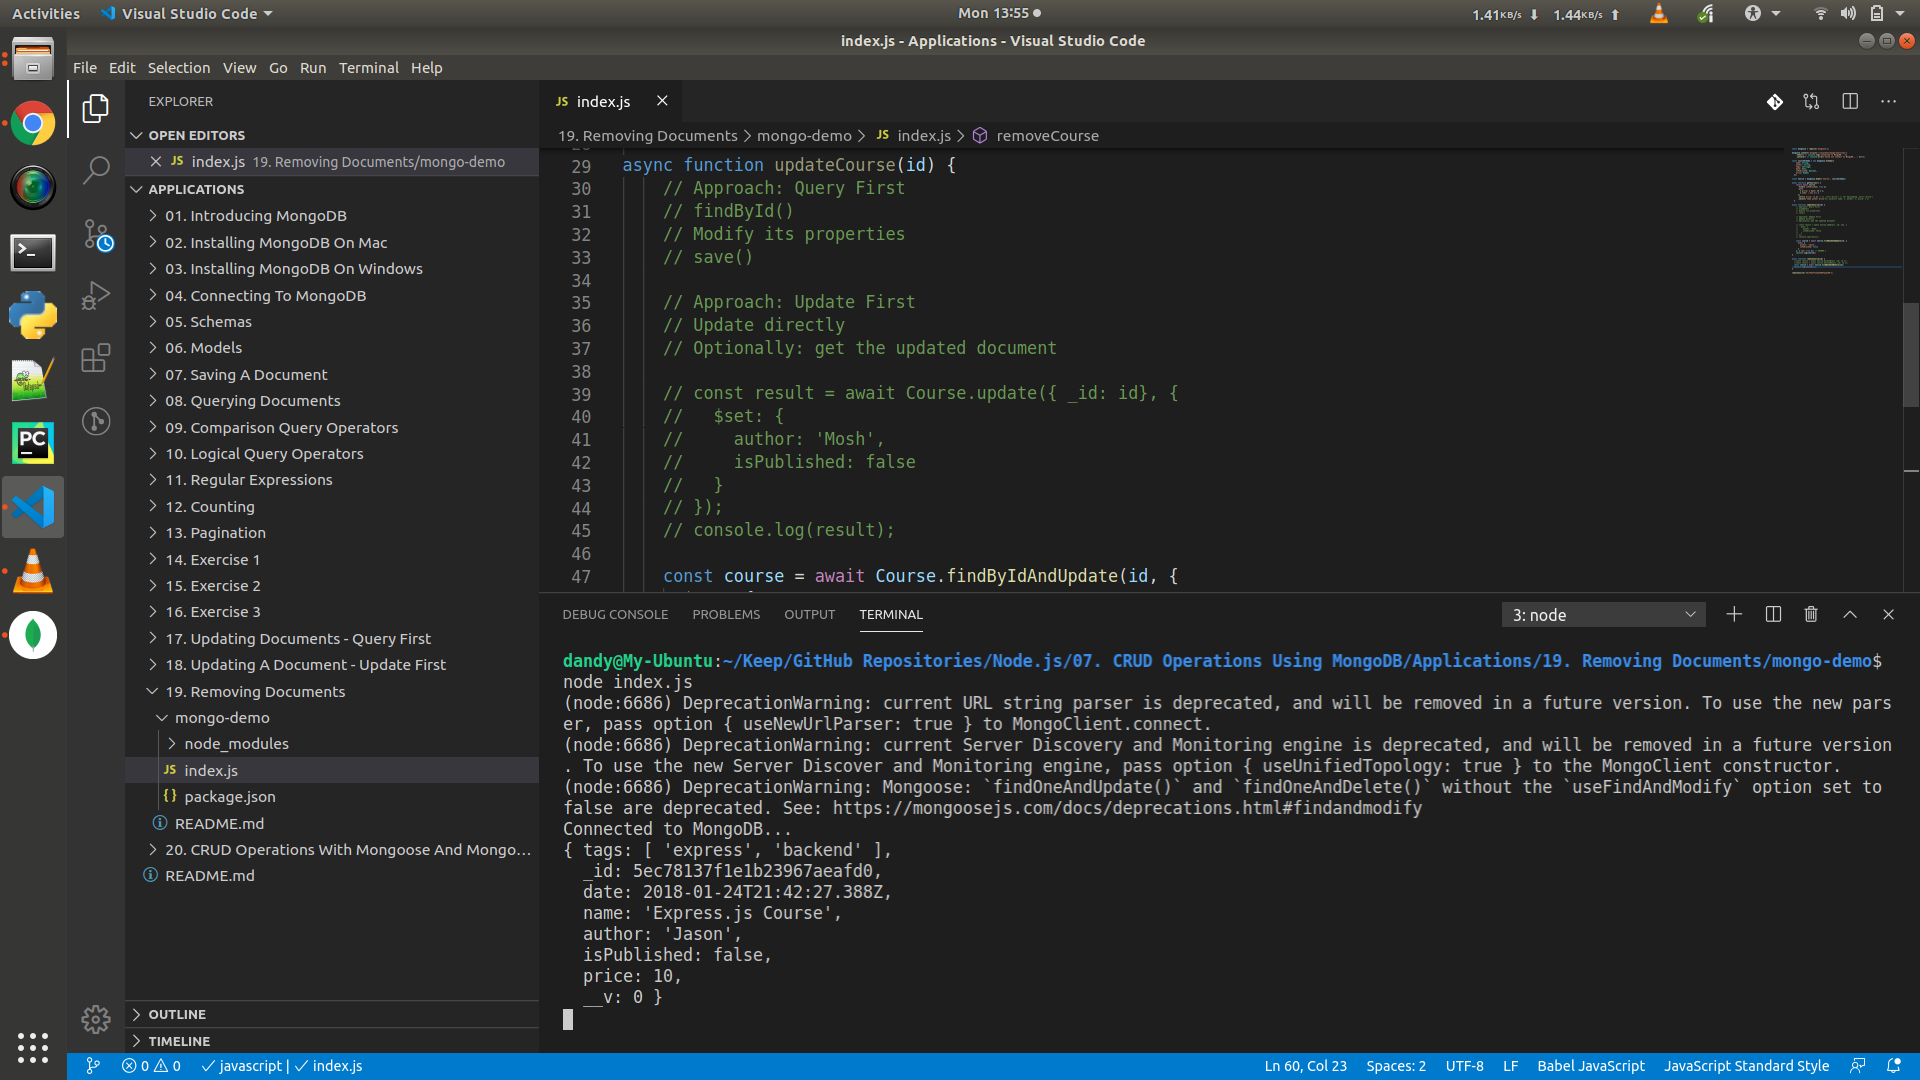 Activities Visual Studio Code Mon 13:55 1.41KB/s 1.44KB/s
index.js - Applications - Visual Studio Code
File Edit Selection View Go Run Terminal Help
EXPLORER
OPEN EDITORS
JS index.js 19. Removing Documents/mongo-demo
APPLICATIONS
01. Introducing MongoDB
02. Installing MongoDB On Mac
03. Installing MongoDB On Windows
04. Connecting To MongoDB
05. Schemas
06. Models
07. Saving A Document
08. Querying Documents
09. Comparison Query Operators
10. Logical Query Operators
11. Regular Expressions
12. Counting
13. Pagination
14. Exercise 1
15. Exercise 2
16. Exercise 3
17. Updating Documents - Query First
18. Updating A Document - Update First
19. Removing Documents
mongo-demo
node_modules
JS index.js
{} package.json
README.md
20. CRUD Operations With Mongoose And Mongo...
README.md
OUTLINE
TIMELINE
PC
JS index.js
19. Removing Documents > mongo-demo > JS index.js > removeCourse
29 async function updateCourse(id) {
30 // Approach: Query First
31 // findById()
32 // Modify its properties
33 // save()
34
35 // Approach: Update First
36 // Update directly
37 // Optionally: get the updated document
38
39 // const result = await Course.update({ _id: id}, {
40 //   $set: {
41 //     author: 'Mosh',
42 //     isPublished: false
43 //   }
44 // });
45 // console.log(result);
46
47 const course = await Course.findByIdAndUpdate(id, {
DEBUG CONSOLE PROBLEMS OUTPUT TERMINAL 3: node
dandy@My-Ubuntu:~/Keep/GitHub Repositories/Node.js/07. CRUD Operations Using MongoDB/Applications/19. Removing Documents/mongo-demo$
node index.js
(node:6686) DeprecationWarning: current URL string parser is deprecated, and will be removed in a future version. To use the new pars
er, pass option { useNewUrlParser: true } to MongoClient.connect.
(node:6686) DeprecationWarning: current Server Discovery and Monitoring engine is deprecated, and will be removed in a future version
. To use the new Server Discover and Monitoring engine, pass option { useUnifiedTopology: true } to the MongoClient constructor.
(node:6686) DeprecationWarning: Mongoose: `findOneAndUpdate()` and `findOneAndDelete()` without the `useFindAndModify` option set to
false are deprecated. See: https://mongoosejs.com/docs/deprecations.html#findandmodify
Connected to MongoDB...
{ tags: [ 'express', 'backend' ],
  _id: 5ec78137f1e1b23967aeafd0,
  date: 2018-01-24T21:42:27.388Z,
  name: 'Express.js Course',
  author: 'Jason',
  isPublished: false,
  price: 10,
  __v: 0 }
0 0 javascript | index.js Ln 60, Col 23 Spaces: 2 UTF-8 LF Babel JavaScript JavaScript Standard Style